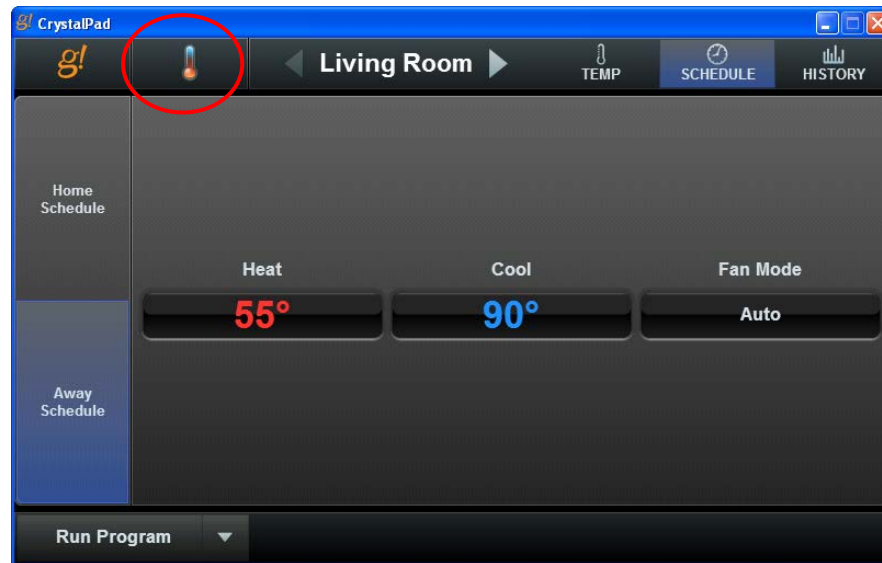 g! CrystalPad
g!
Living Room
TEMP
SCHEDULE
HISTORY
Home
Schedule
Away
Schedule
Heat
Cool
Fan Mode
55°
90°
Auto
Run Program